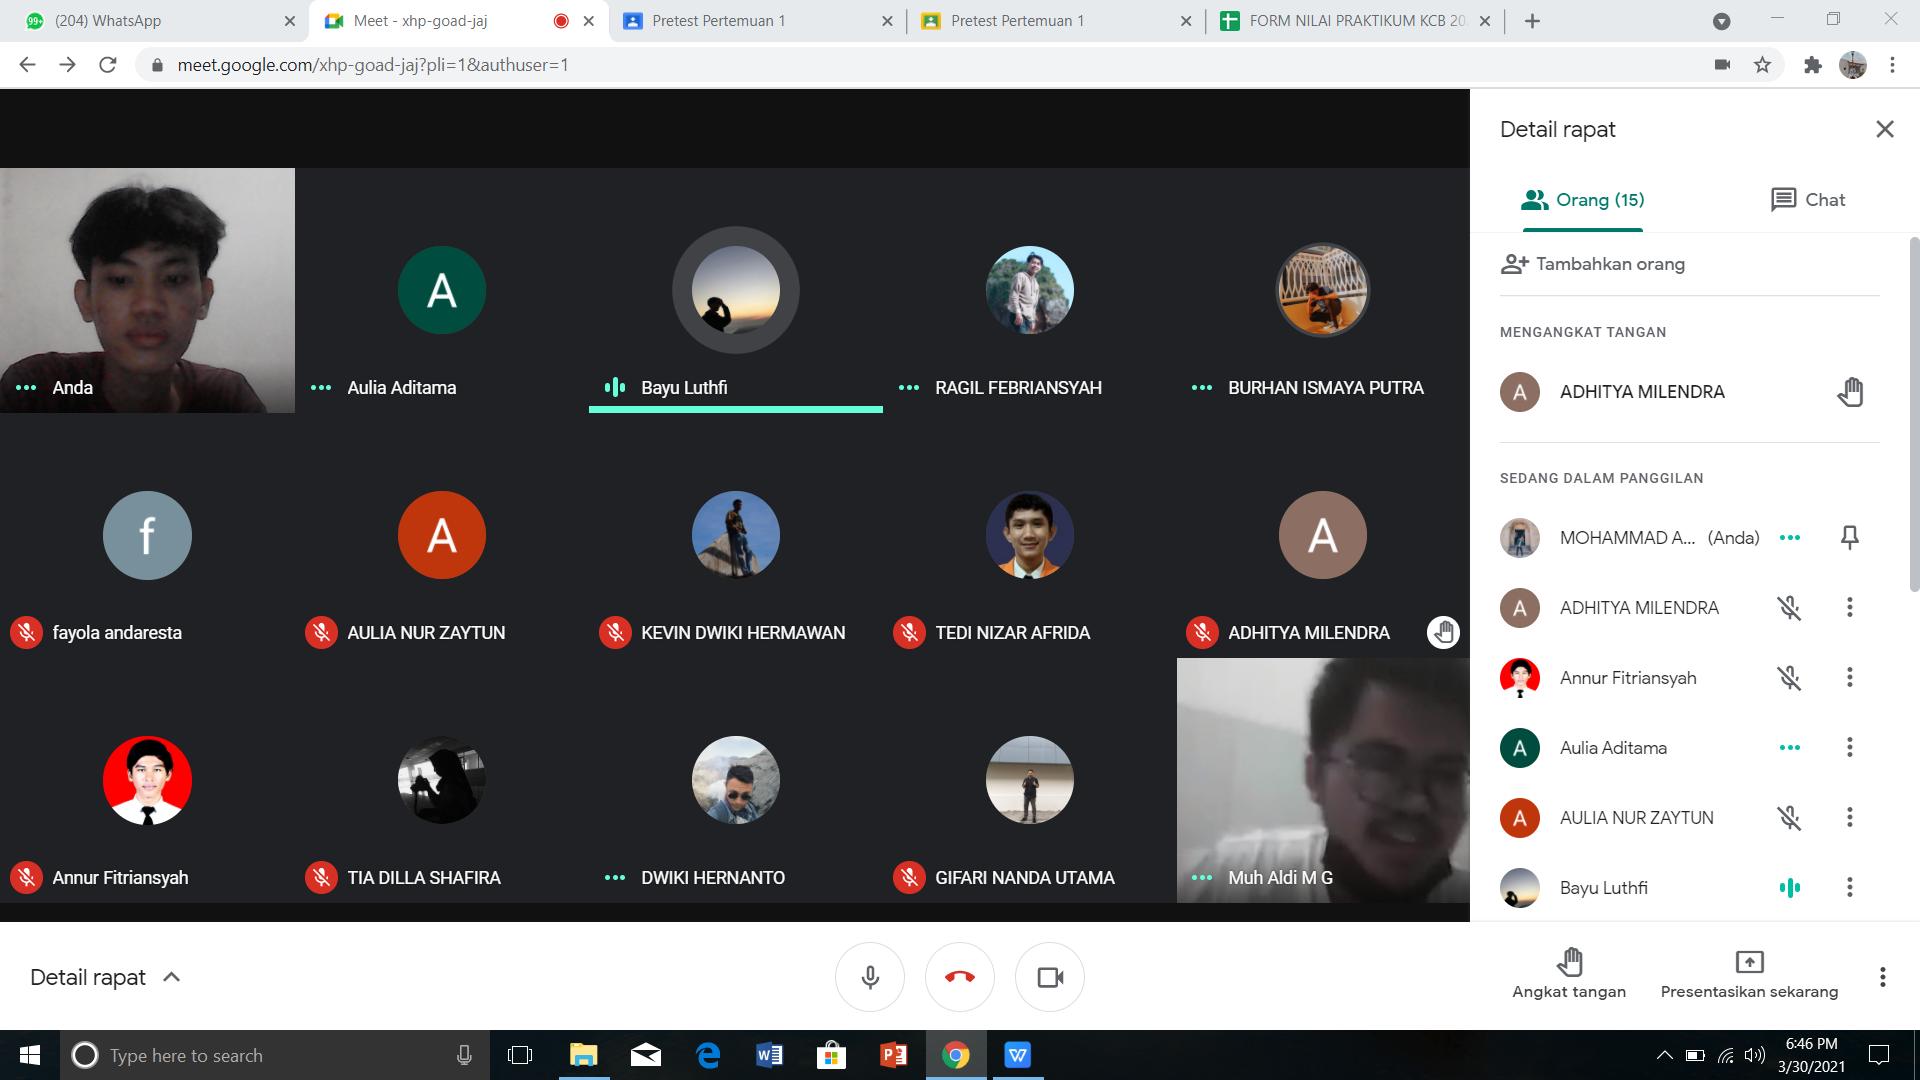 99+ (204) WhatsApp
Meet - xhp-goad-jaj
Pretest Pertemuan 1
Pretest Pertemuan 1
FORM NILAI PRAKTIKUM KCB 20
meet.google.com/xhp-goad-jaj?pli=1&authuser=1
Detail rapat
Orang (15)
Chat
Tambahkan orang
MENGANGKAT TANGAN
A ADHITYA MILENDRA
SEDANG DALAM PANGGILAN
MOHAMMAD A... (Anda)
A ADHITYA MILENDRA
Annur Fitriansyah
A Aulia Aditama
A AULIA NUR ZAYTUN
Bayu Luthfi
A
Anda
Aulia Aditama
Bayu Luthfi
RAGIL FEBRIANSYAH
BURHAN ISMAYA PUTRA
f
A
A
fayola andaresta
AULIA NUR ZAYTUN
KEVIN DWIKI HERMAWAN
TEDI NIZAR AFRIDA
ADHITYA MILENDRA
Annur Fitriansyah
TIA DILLA SHAFIRA
DWIKI HERNANTO
GIFARI NANDA UTAMA
Muh Aldi M G
Detail rapat
Angkat tangan
Presentasikan sekarang
Type here to search
6:46 PM
3/30/2021